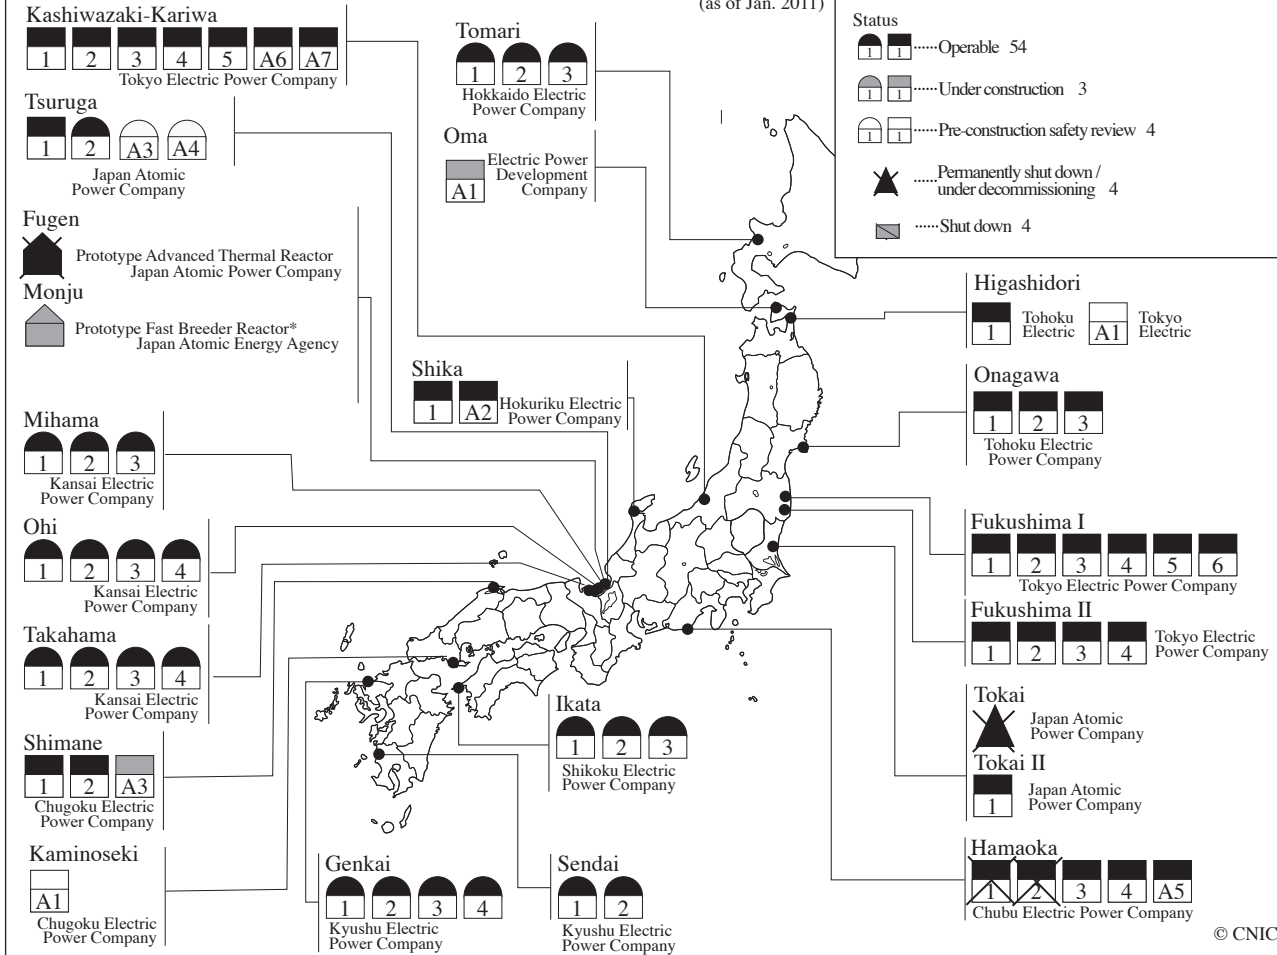 (as of Jan. 2011)
Status
1 1 ······Operable 54
1 1 ······Under construction 3
1 1 ······Pre-construction safety review 4
······Permanently shut down /
under decommissioning 4
······Shut down 4
Kashiwazaki-Kariwa
1 2 3 4 5 A6 A7
Tokyo Electric Power Company
Tsuruga
1 2 A3 A4
Japan Atomic
Power Company
Fugen
Prototype Advanced Thermal Reactor
Japan Atomic Power Company
Monju
Prototype Fast Breeder Reactor*
Japan Atomic Energy Agency
Mihama
1 2 3
Kansai Electric
Power Company
Ohi
1 2 3 4
Kansai Electric
Power Company
Takahama
1 2 3 4
Kansai Electric
Power Company
Shimane
1 2 A3
Chugoku Electric
Power Company
Kaminoseki
A1
Chugoku Electric
Power Company
Tomari
1 2 3
Hokkaido Electric
Power Company
Oma
A1
Electric Power
Development
Company
Shika
1 A2
Hokuriku Electric
Power Company
Ikata
1 2 3
Shikoku Electric
Power Company
Genkai
1 2 3 4
Kyushu Electric
Power Company
Sendai
1 2
Kyushu Electric
Power Company
Higashidori
1 Tohoku
Electric
A1 Tokyo
Electric
Onagawa
1 2 3
Tohoku Electric
Power Company
Fukushima I
1 2 3 4 5 6
Tokyo Electric Power Company
Fukushima II
1 2 3 4
Tokyo Electric
Power Company
Tokai
Japan Atomic
Power Company
Tokai II
1
Japan Atomic
Power Company
Hamaoka
1 2 3 4 A5
Chubu Electric Power Company
© CNIC